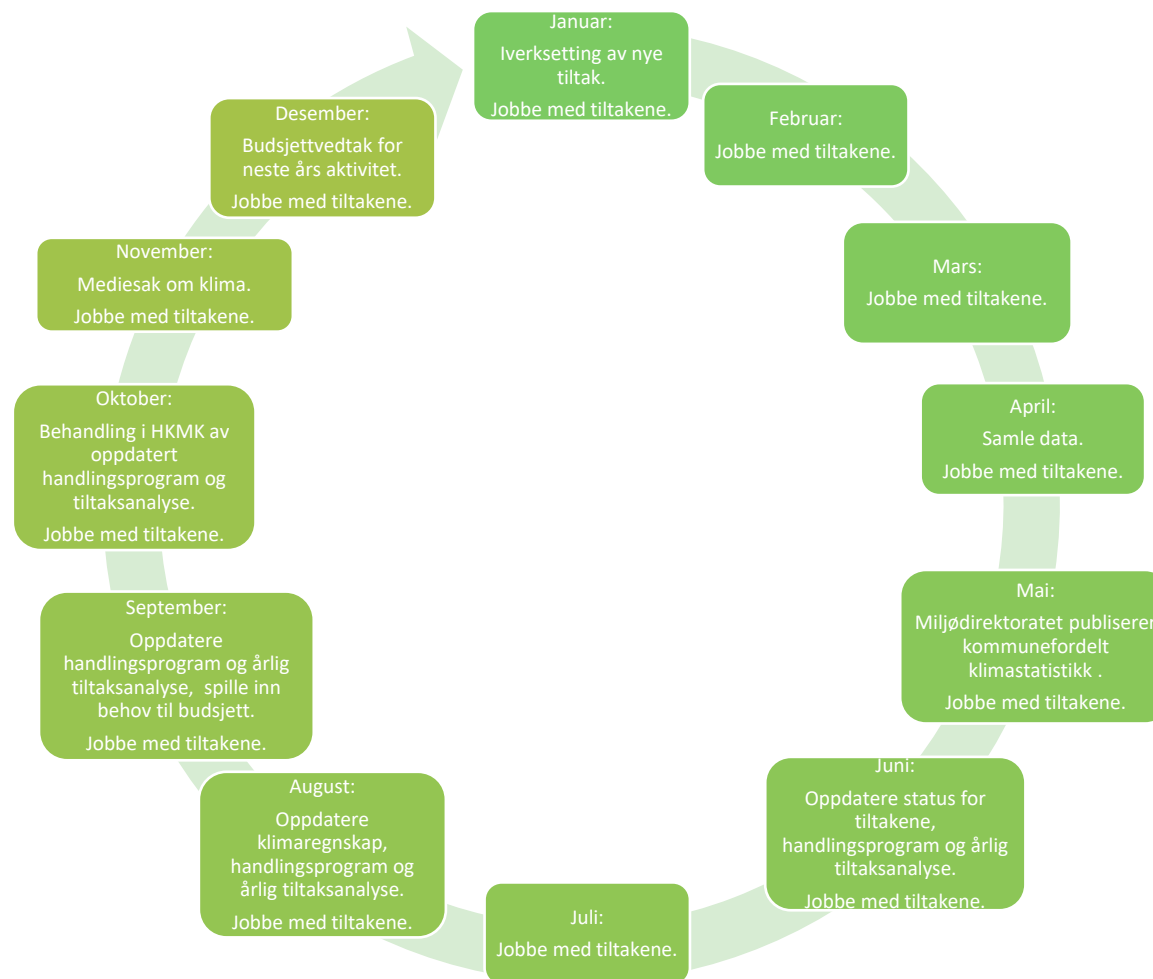 Januar:
Iverksetting av nye
tiltak.
Jobbe med tiltakene.
Februar:
Jobbe med tiltakene.
Mars:
Jobbe med tiltakene.
April:
Samle data.
Jobbe med tiltakene.
Mai:
Miljødirektoratet publiserer
kommunefordelt
klimastatistikk .
Jobbe med tiltakene.
Juni:
Oppdatere status for
tiltakene,
handlingsprogram og årlig
tiltaksanalyse.
Jobbe med tiltakene.
Juli:
Jobbe med tiltakene.
August:
Oppdatere
klimaregnskap,
handlingsprogram og
årlig tiltaksanalyse.
Jobbe med tiltakene.
September:
Oppdatere
handlingsprogram og årlig
tiltaksanalyse,  spille inn
behov til budsjett.
Jobbe med tiltakene.
Oktober:
Behandling i HKMK av
oppdatert
handlingsprogram og
tiltaksanalyse.
Jobbe med tiltakene.
November:
Mediesak om klima.
Jobbe med tiltakene.
Desember:
Budsjettvedtak for
neste års aktivitet.
Jobbe med tiltakene.